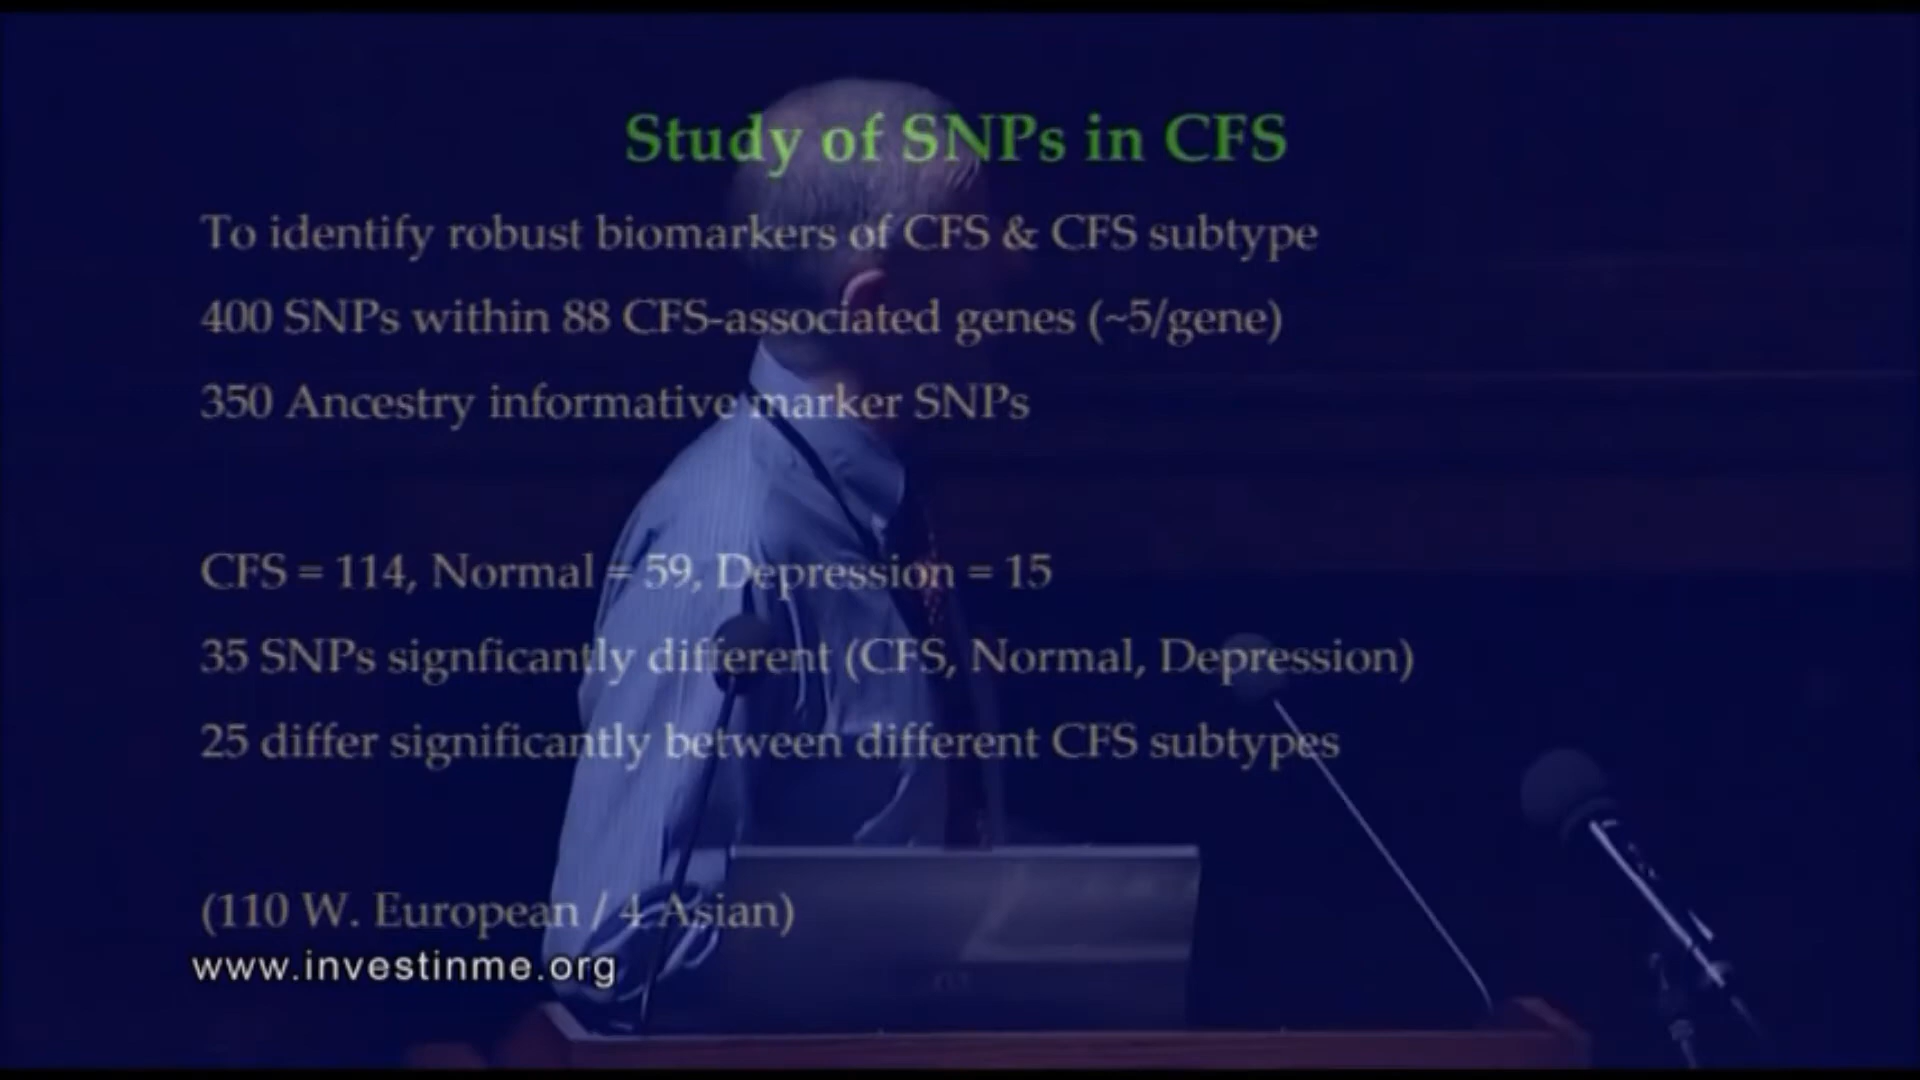 Study of SNPs in CFS
To identify robust biomarkers of CFS & CFS subtype
400 SNPs within 88 CFS-associated genes (~5/gene)
350 Ancestry informative marker SNPs
CFS = 114, Normal = 59, Depression = 15
35 SNPs signficantly different (CFS, Normal, Depression)
25 differ significantly between different CFS subtypes
(110 W. European / 4 Asian)
www.investinme.org